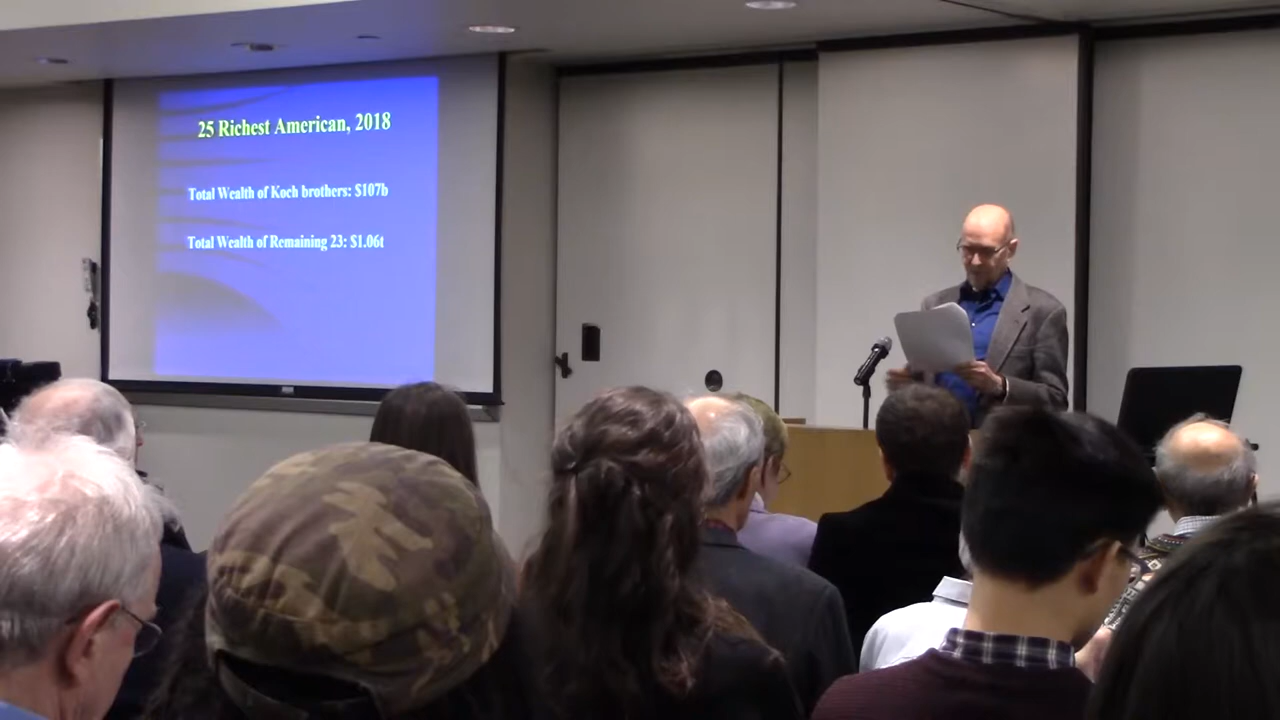 25 Richest American, 2018
Total Wealth of Koch brothers: $107b
Total Wealth of Remaining 23: $1.06t